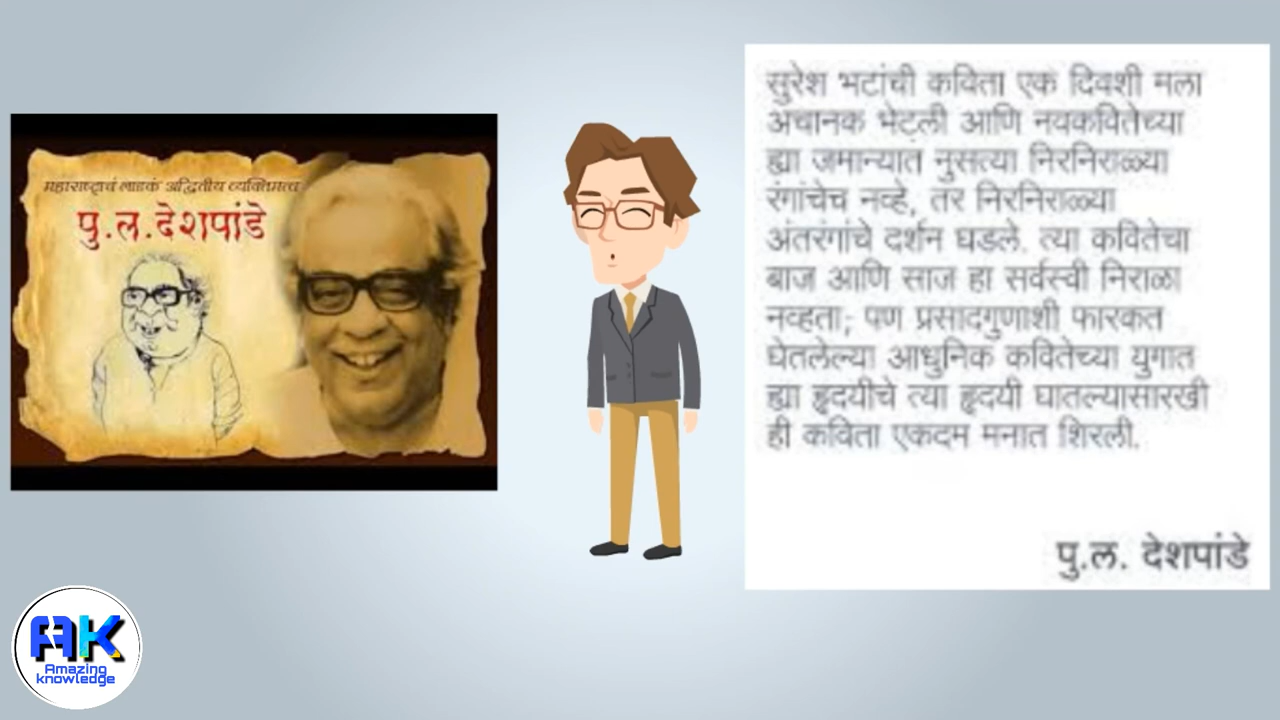 महाराष्ट्राचं लाडकं अद्वितीय व्यक्तिमत्व
पु.ल.देशपांडे
सुरेश भटांची कविता एक दिवशी मला
अचानक भेटली आणि नवकवितेच्या
ह्या जमान्यात नुसत्या निरनिराळ्या
रंगांचेच नव्हे, तर निरनिराळ्या
अंतरंगांचे दर्शन घडले. त्या कवितेचा
बाज आणि साज हा सर्वस्वी निराळा
नव्हता; पण प्रसादगुणाशी फारकत
घेतलेल्या आधुनिक कवितेच्या युगात
ह्या हृदयीचे त्या हृदयी घातल्यासारखी
ही कविता एकदम मनात शिरली.
पु.ल. देशपांडे
AK
Amazing
knowledge